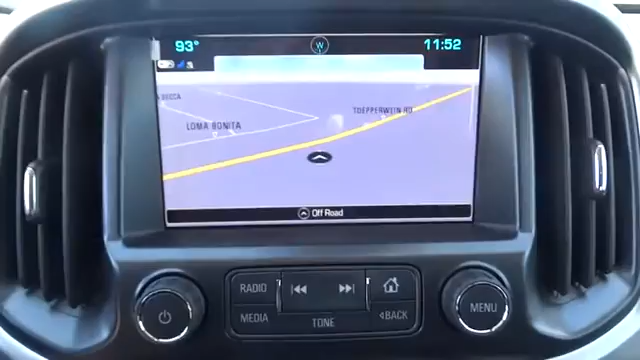 93° W 11:52
TOEPPERWEIN RD
LOMA BONITA
Off Road
RADIO
MEDIA TONE BACK
MENU